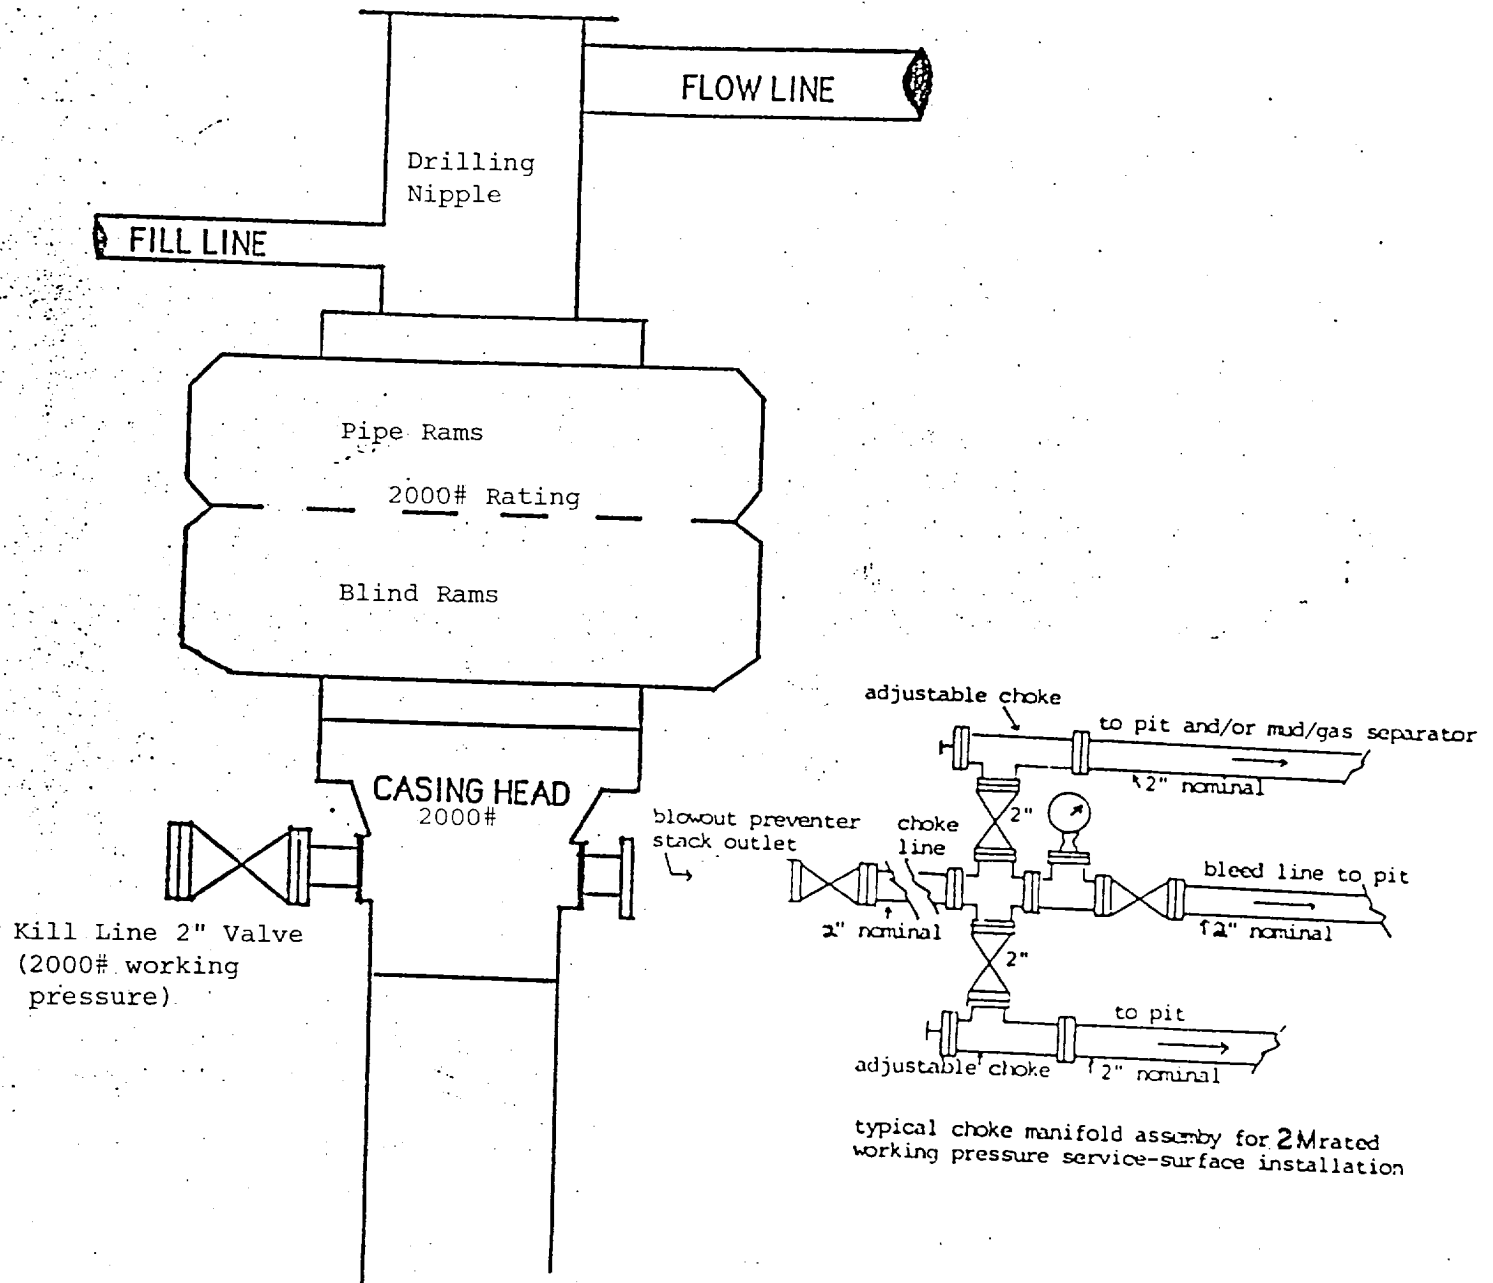 FLOW LINE
Drilling
Nipple
FILL LINE
Pipe Rams
2000# Rating
Blind Rams
CASING HEAD
2000#
Kill Line 2" Valve
(2000# working
pressure)
adjustable choke
to pit and/or mud/gas separator
2" nominal
2"
blowout preventer
stack outlet
choke
line
bleed line to pit
2" nominal
2" nominal
2"
to pit
adjustable choke
2" nominal
typical choke manifold assemby for 2M rated
working pressure service-surface installation